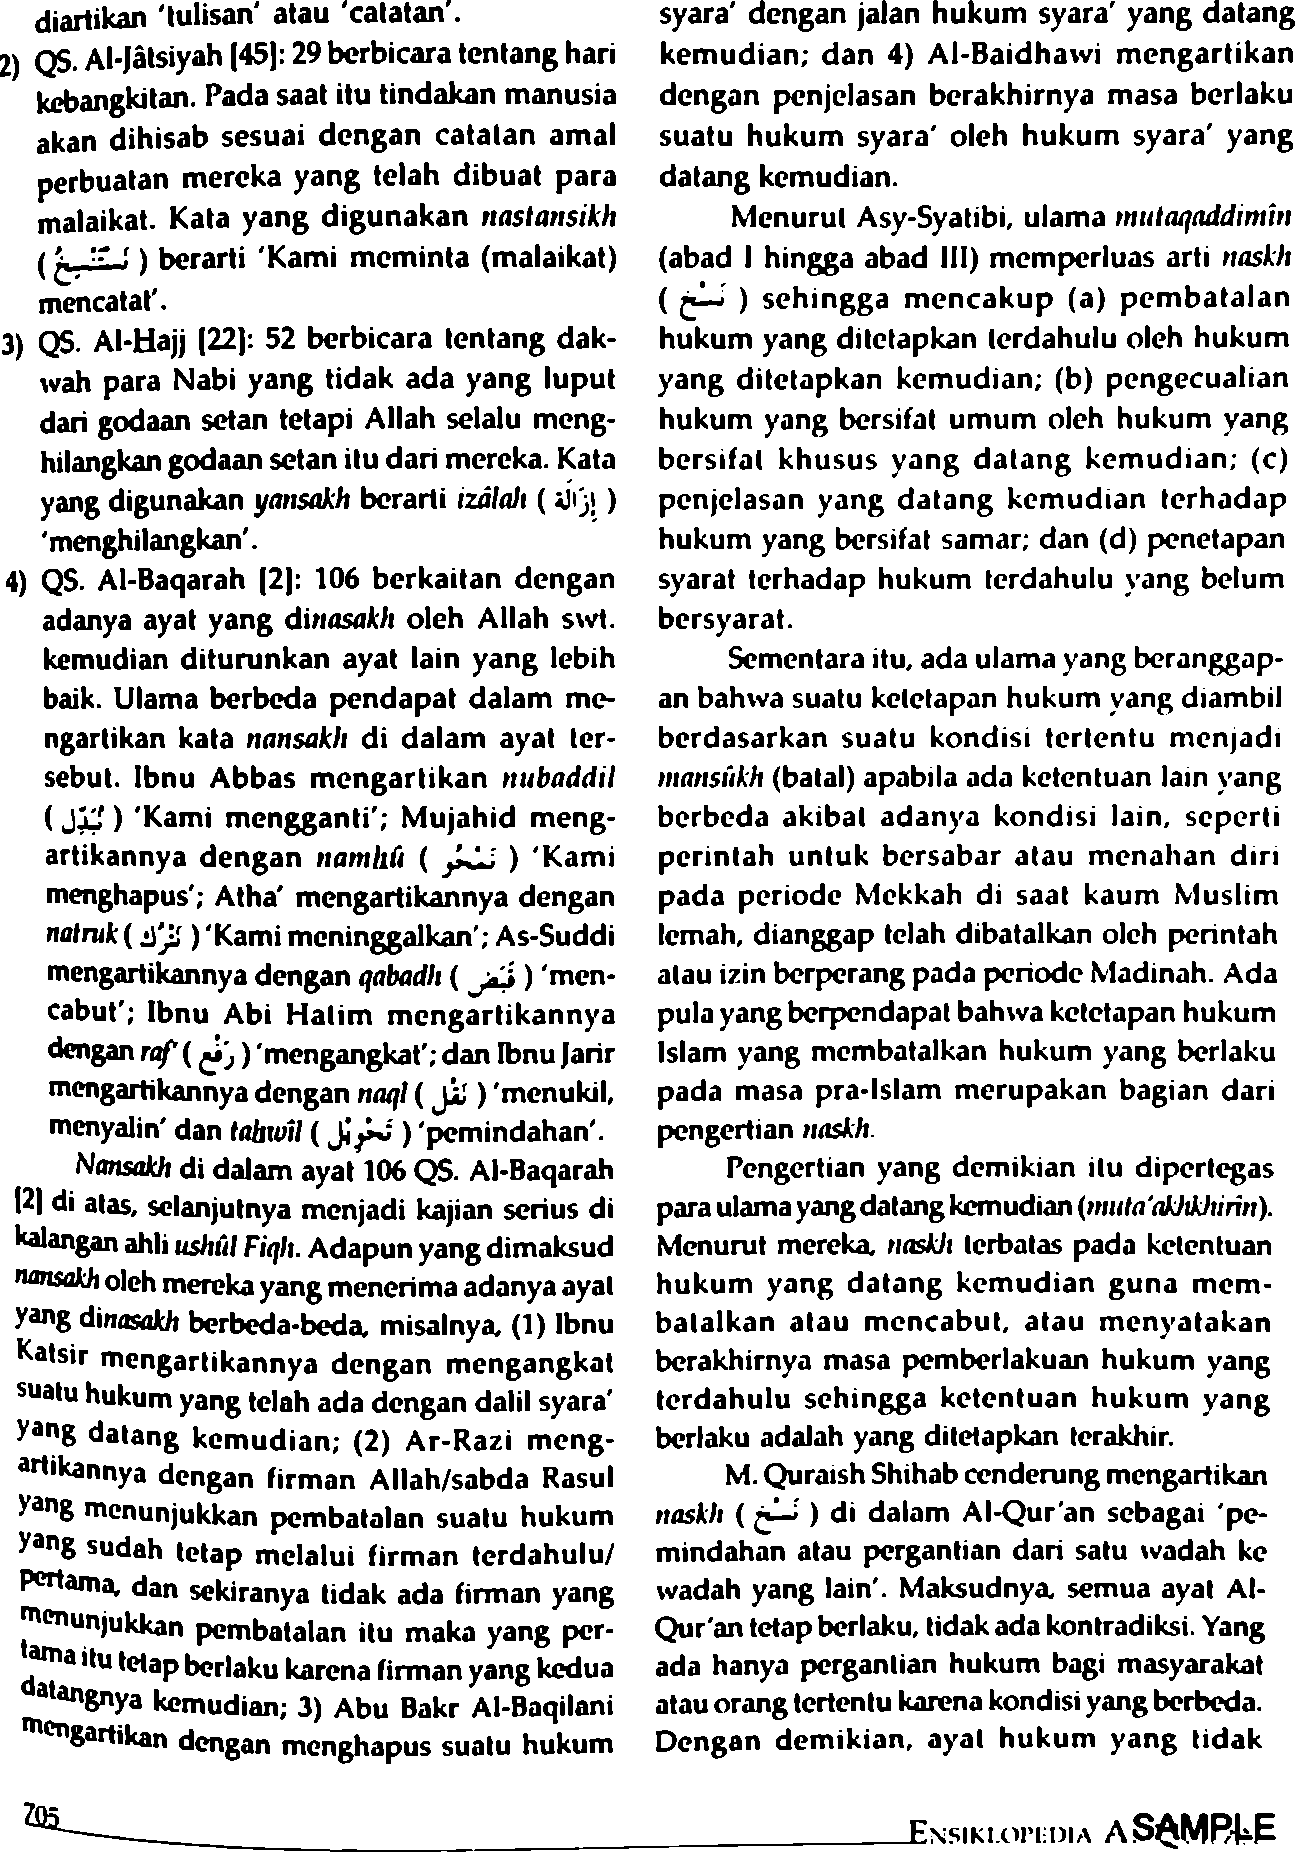 diartikan 'tulisan' atau 'catatan'.
2) QS. Al-Jâtsiyah [45]: 29 berbicara tentang hari
kebangkitan. Pada saat itu tindakan manusia
akan dihisab sesuai dengan catatan amal
perbuatan mereka yang telah dibuat para
malaikat. Kata yang digunakan nastansikh
( نَسْتَنْسِخُ ) berarti 'Kami meminta (malaikat)
mencatat'.
3) QS. Al-Hajj [22]: 52 berbicara tentang dak-
wah para Nabi yang tidak ada yang luput
dari godaan setan tetapi Allah selalu meng-
hilangkan godaan setan itu dari mereka. Kata
yang digunakan yansakh berarti izâlah ( إِزَالَة )
'menghilangkan'.
4) QS. Al-Baqarah [2]: 106 berkaitan dengan
adanya ayat yang dinasakh oleh Allah swt.
kemudian diturunkan ayat lain yang lebih
baik. Ulama berbeda pendapat dalam me-
ngartikan kata nansakh di dalam ayat ter-
sebut. Ibnu Abbas mengartikan nubaddil
( نُبَدِّل ) 'Kami mengganti'; Mujahid meng-
artikannya dengan namhû ( نَمْحُو ) 'Kami
menghapus'; Atha' mengartikannya dengan
natruk ( نَتْرُك ) 'Kami meninggalkan'; As-Suddi
mengartikannya dengan qabadh ( قَبَض ) 'men-
cabut'; Ibnu Abi Hatim mengartikannya
dengan raf' ( رَفْع ) 'mengangkat'; dan Ibnu Jarir
mengartikannya dengan naql ( نَقْل ) 'menukil,
menyalin' dan tahwîl ( تَحْوِيْل ) 'pemindahan'.
Nansakh di dalam ayat 106 QS. Al-Baqarah
[2] di atas, selanjutnya menjadi kajian serius di
kalangan ahli ushûl Fiqh. Adapun yang dimaksud
nansakh oleh mereka yang menerima adanya ayat
yang dinasakh berbeda-beda, misalnya, (1) Ibnu
Katsir mengartikannya dengan mengangkat
suatu hukum yang telah ada dengan dalil syara'
yang datang kemudian; (2) Ar-Razi meng-
artikannya dengan firman Allah/sabda Rasul
yang menunjukkan pembatalan suatu hukum
yang sudah tetap melalui firman terdahulu/
pertama, dan sekiranya tidak ada firman yang
menunjukkan pembatalan itu maka yang per-
tama itu tetap berlaku karena firman yang kedua
datangnya kemudian; 3) Abu Bakr Al-Baqilani
mengartikan dengan menghapus suatu hukum
syara' dengan jalan hukum syara' yang datang
kemudian; dan 4) Al-Baidhawi mengartikan
dengan penjelasan berakhirnya masa berlaku
suatu hukum syara' oleh hukum syara' yang
datang kemudian.
Menurut Asy-Syatibi, ulama mutaqaddimîn
(abad I hingga abad III) memperluas arti naskh
( نَسْخ ) sehingga mencakup (a) pembatalan
hukum yang ditetapkan terdahulu oleh hukum
yang ditetapkan kemudian; (b) pengecualian
hukum yang bersifat umum oleh hukum yang
bersifat khusus yang datang kemudian; (c)
penjelasan yang datang kemudian terhadap
hukum yang bersifat samar; dan (d) penetapan
syarat terhadap hukum terdahulu yang belum
bersyarat.
Sementara itu, ada ulama yang beranggap-
an bahwa suatu ketetapan hukum yang diambil
berdasarkan suatu kondisi tertentu menjadi
mansûkh (batal) apabila ada ketentuan lain yang
berbeda akibat adanya kondisi lain, seperti
perintah untuk bersabar atau menahan diri
pada periode Mekkah di saat kaum Muslim
lemah, dianggap telah dibatalkan oleh perintah
atau izin berperang pada periode Madinah. Ada
pula yang berpendapat bahwa ketetapan hukum
Islam yang membatalkan hukum yang berlaku
pada masa pra-Islam merupakan bagian dari
pengertian naskh.
Pengertian yang demikian itu dipertegas
para ulama yang datang kemudian (muta'akhkhirîn).
Menurut mereka, naskh terbatas pada ketentuan
hukum yang datang kemudian guna mem-
batalkan atau mencabut, atau menyatakan
berakhirnya masa pemberlakuan hukum yang
terdahulu sehingga ketentuan hukum yang
berlaku adalah yang ditetapkan terakhir.
M. Quraish Shihab cenderung mengartikan
naskh ( نَسْخ ) di dalam Al-Qur'an sebagai 'pe-
mindahan atau pergantian dari satu wadah ke
wadah yang lain'. Maksudnya, semua ayat Al-
Qur'an tetap berlaku, tidak ada kontradiksi. Yang
ada hanya pergantian hukum bagi masyarakat
atau orang tertentu karena kondisi yang berbeda.
Dengan demikian, ayat hukum yang tidak
705
ENSIKLOPEDIA A
SAMPLE